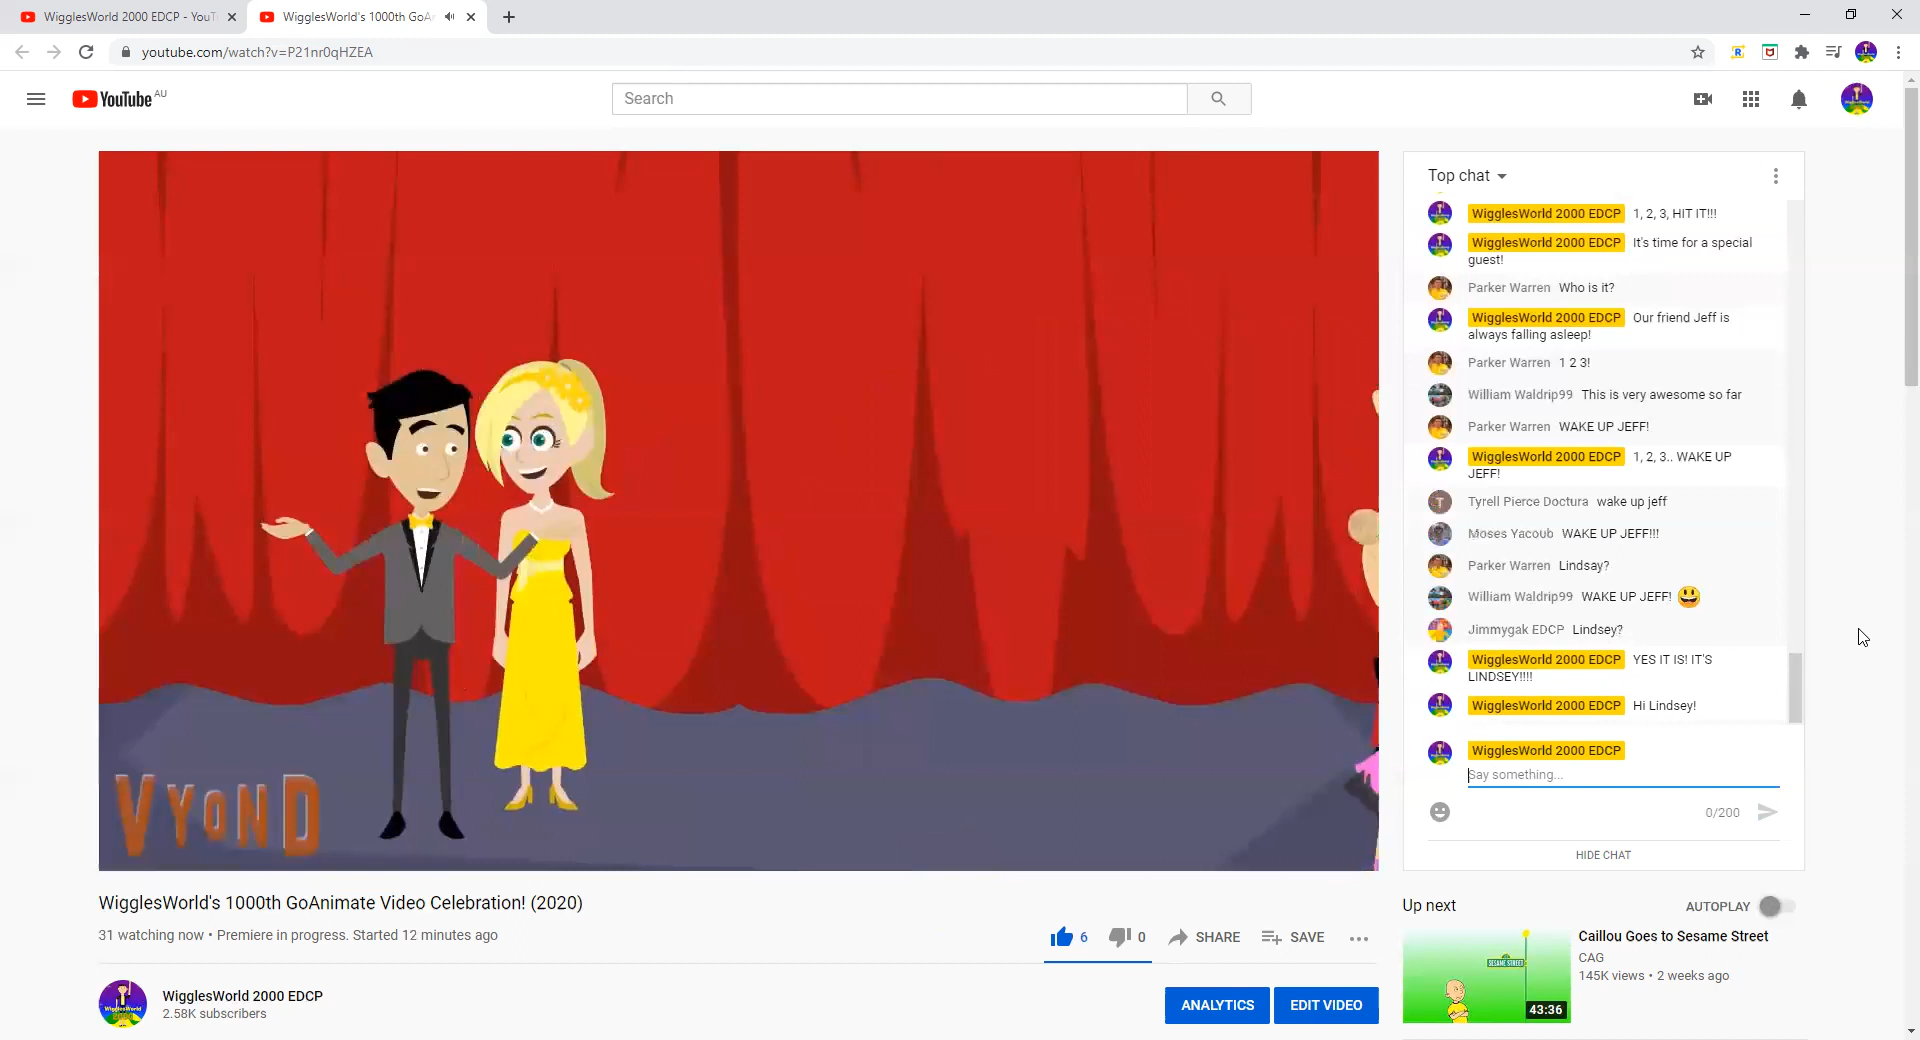 WigglesWorld 2000 EDCP - YouT
WigglesWorld's 1000th GoAn
youtube.com/watch?v=P21nr0qHZEA
YouTube AU
Search
Top chat
WigglesWorld 2000 EDCP 1, 2, 3, HIT IT!!!
WigglesWorld 2000 EDCP It's time for a special
guest!
Parker Warren Who is it?
WigglesWorld 2000 EDCP Our friend Jeff is
always falling asleep!
Parker Warren 1 2 3!
William Waldrip99 This is very awesome so far
Parker Warren WAKE UP JEFF!
WigglesWorld 2000 EDCP 1, 2, 3.. WAKE UP
JEFF!
T Tyrell Pierce Doctura wake up jeff
Moses Yacoub WAKE UP JEFF!!!
Parker Warren Lindsay?
William Waldrip99 WAKE UP JEFF! 😃
Jimmygak EDCP Lindsey?
WigglesWorld 2000 EDCP YES IT IS! IT'S
LINDSEY!!!!
WigglesWorld 2000 EDCP Hi Lindsey!
WigglesWorld 2000 EDCP
Say something...
0/200
HIDE CHAT
VYOND
WigglesWorld's 1000th GoAnimate Video Celebration! (2020)
31 watching now • Premiere in progress. Started 12 minutes ago
6 0 SHARE SAVE
WigglesWorld 2000 EDCP
2.58K subscribers
ANALYTICS EDIT VIDEO
Up next AUTOPLAY
SESAME STREET
43:36
Caillou Goes to Sesame Street
CAG
145K views • 2 weeks ago